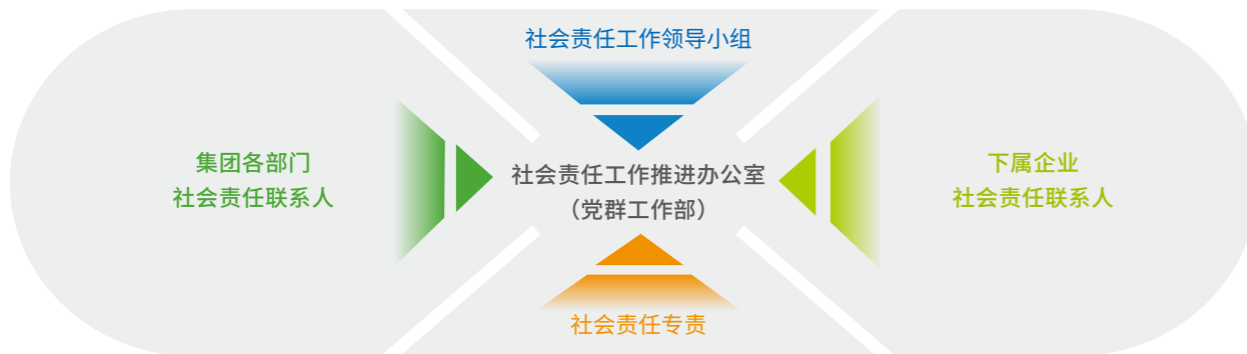 社会责任工作领导小组
集团各部门
社会责任联系人
社会责任工作推进办公室
（党群工作部）
下属企业
社会责任联系人
社会责任专责